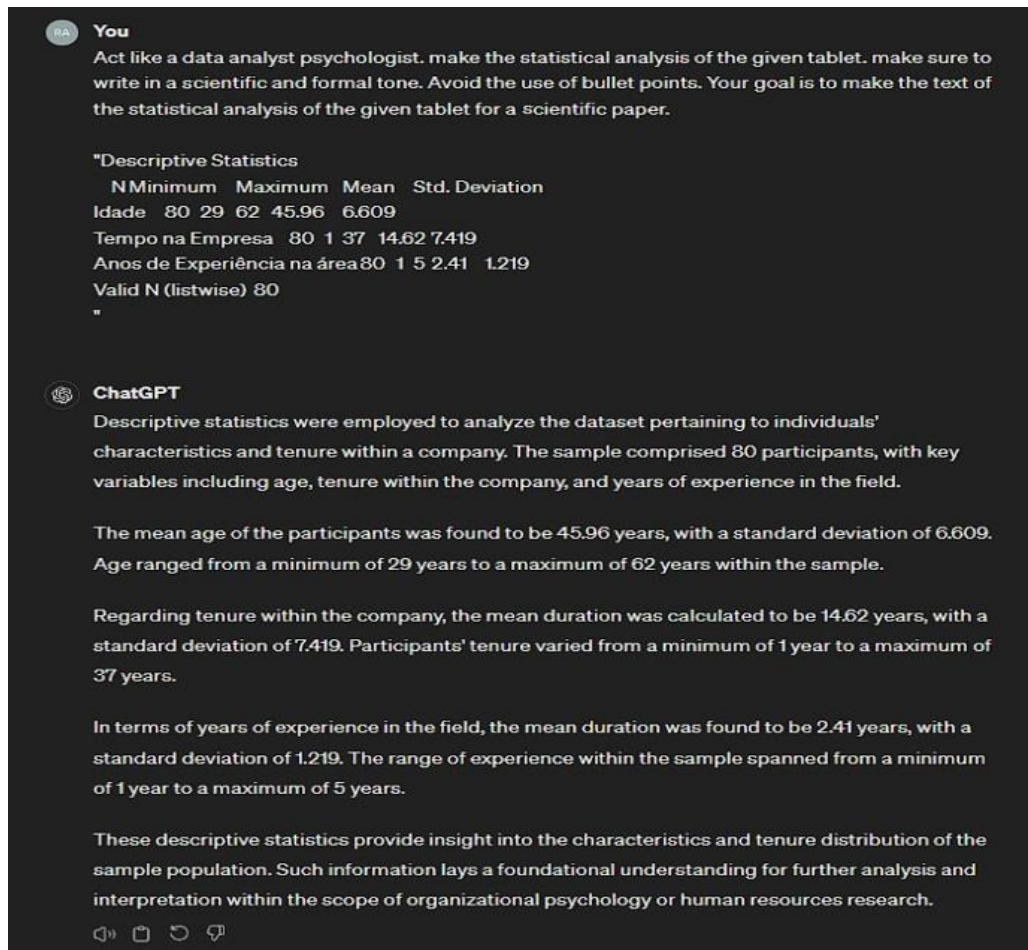 RA You
Act like a data analyst psychologist. make the statistical analysis of the given tablet. make sure to
write in a scientific and formal tone. Avoid the use of bullet points. Your goal is to make the text of
the statistical analysis of the given tablet for a scientific paper.
"Descriptive Statistics
N Minimum Maximum Mean Std. Deviation
Idade 80 29 62 45.96 6.609
Tempo na Empresa 80 1 37 14.62 7.419
Anos de Experiência na área 80 1 5 2.41 1.219
Valid N (listwise) 80
"
ChatGPT
Descriptive statistics were employed to analyze the dataset pertaining to individuals'
characteristics and tenure within a company. The sample comprised 80 participants, with key
variables including age, tenure within the company, and years of experience in the field.
The mean age of the participants was found to be 45.96 years, with a standard deviation of 6.609.
Age ranged from a minimum of 29 years to a maximum of 62 years within the sample.
Regarding tenure within the company, the mean duration was calculated to be 14.62 years, with a
standard deviation of 7.419. Participants' tenure varied from a minimum of 1 year to a maximum of
37 years.
In terms of years of experience in the field, the mean duration was found to be 2.41 years, with a
standard deviation of 1.219. The range of experience within the sample spanned from a minimum
of 1 year to a maximum of 5 years.
These descriptive statistics provide insight into the characteristics and tenure distribution of the
sample population. Such information lays a foundational understanding for further analysis and
interpretation within the scope of organizational psychology or human resources research.